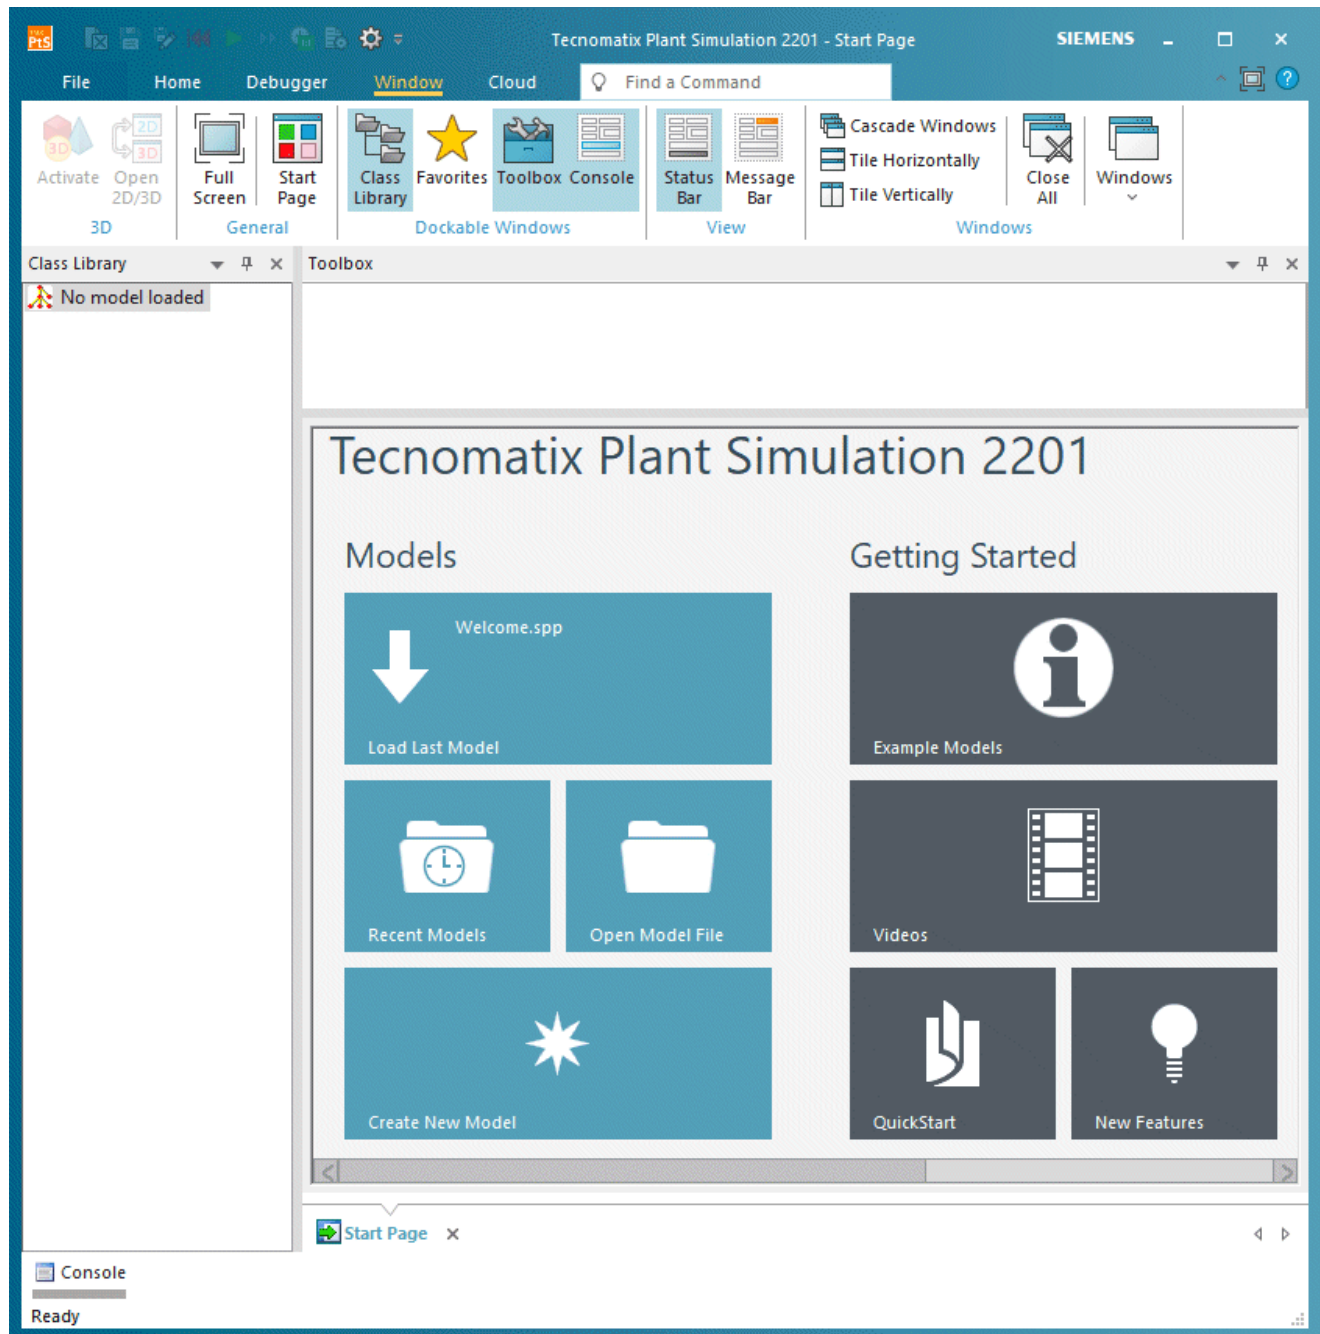 PtS
Tecnomatix Plant Simulation 2201 - Start Page
SIEMENS
File Home Debugger Window Cloud Find a Command
3D
2D
3D
Activate
Open
2D/3D
Full
Screen
Start
Page
Class
Library
Favorites
Toolbox
Console
Status
Bar
Message
Bar
Cascade Windows
Tile Horizontally
Tile Vertically
Close
All
Windows
3D General Dockable Windows View Windows
Class Library
Toolbox
No model loaded
Tecnomatix Plant Simulation 2201
Models
Getting Started
Welcome.spp
Load Last Model
Example Models
Recent Models
Open Model File
Videos
Create New Model
QuickStart
New Features
Start Page
Console
Ready